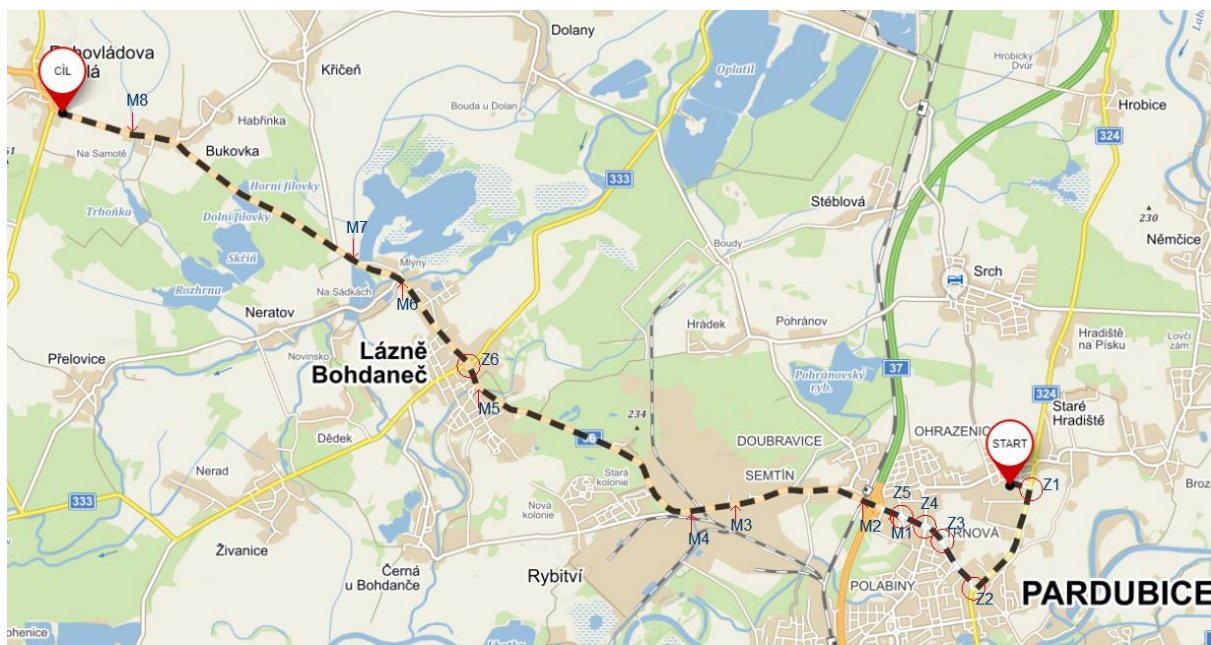 Dolany
Křičeň
CÍL
M8
Habřinka
Bukovka
Na Samotě
Bouda u Dolan
Oplatil
Hrobický
Dvůr
Hrobice
324
333
Horní Jílovky
Trhoňka
Dolní Jílovky
Skříň
Rozhrna
M7
Mlýny
Na Sádkách
M6
Neratov
Stéblová
230
Němčice
Boudy
Srch
Hrádek
Pohránov
Hradiště
na Písku
Lovčí
zám.
Přelovice
Novinsko
Lázně
Bohdaneč
Z6
M5
Pohránovský
ryb.
37
324
Staré
Hradiště
Dědek
234
36
DOUBRAVICE
START
Z1
Nerad
333
Stará
kolonie
SEMTÍN
Nová
kolonie
Z5
Z4
Z3
M3
M2
M1
M4
Živanice
Černá
u Bohdanče
Rybitví
POLABINY
Z2
PARDUBICE